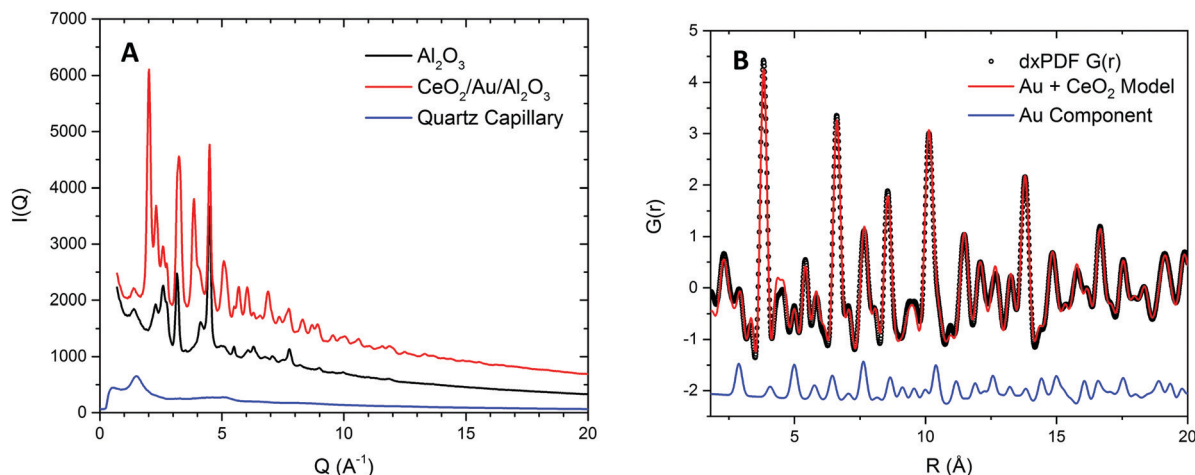 A
Al₂O₃
CeO₂/Au/Al₂O₃
Quartz Capillary
7000
6000
5000
4000
3000
2000
1000
0
I(Q)
0 5 10 15 20
Q (A⁻¹)
B
dxPDF G(r)
Au + CeO₂ Model
Au Component
5
4
3
2
1
0
-1
-2
G(r)
5 10 15 20
R (Å)